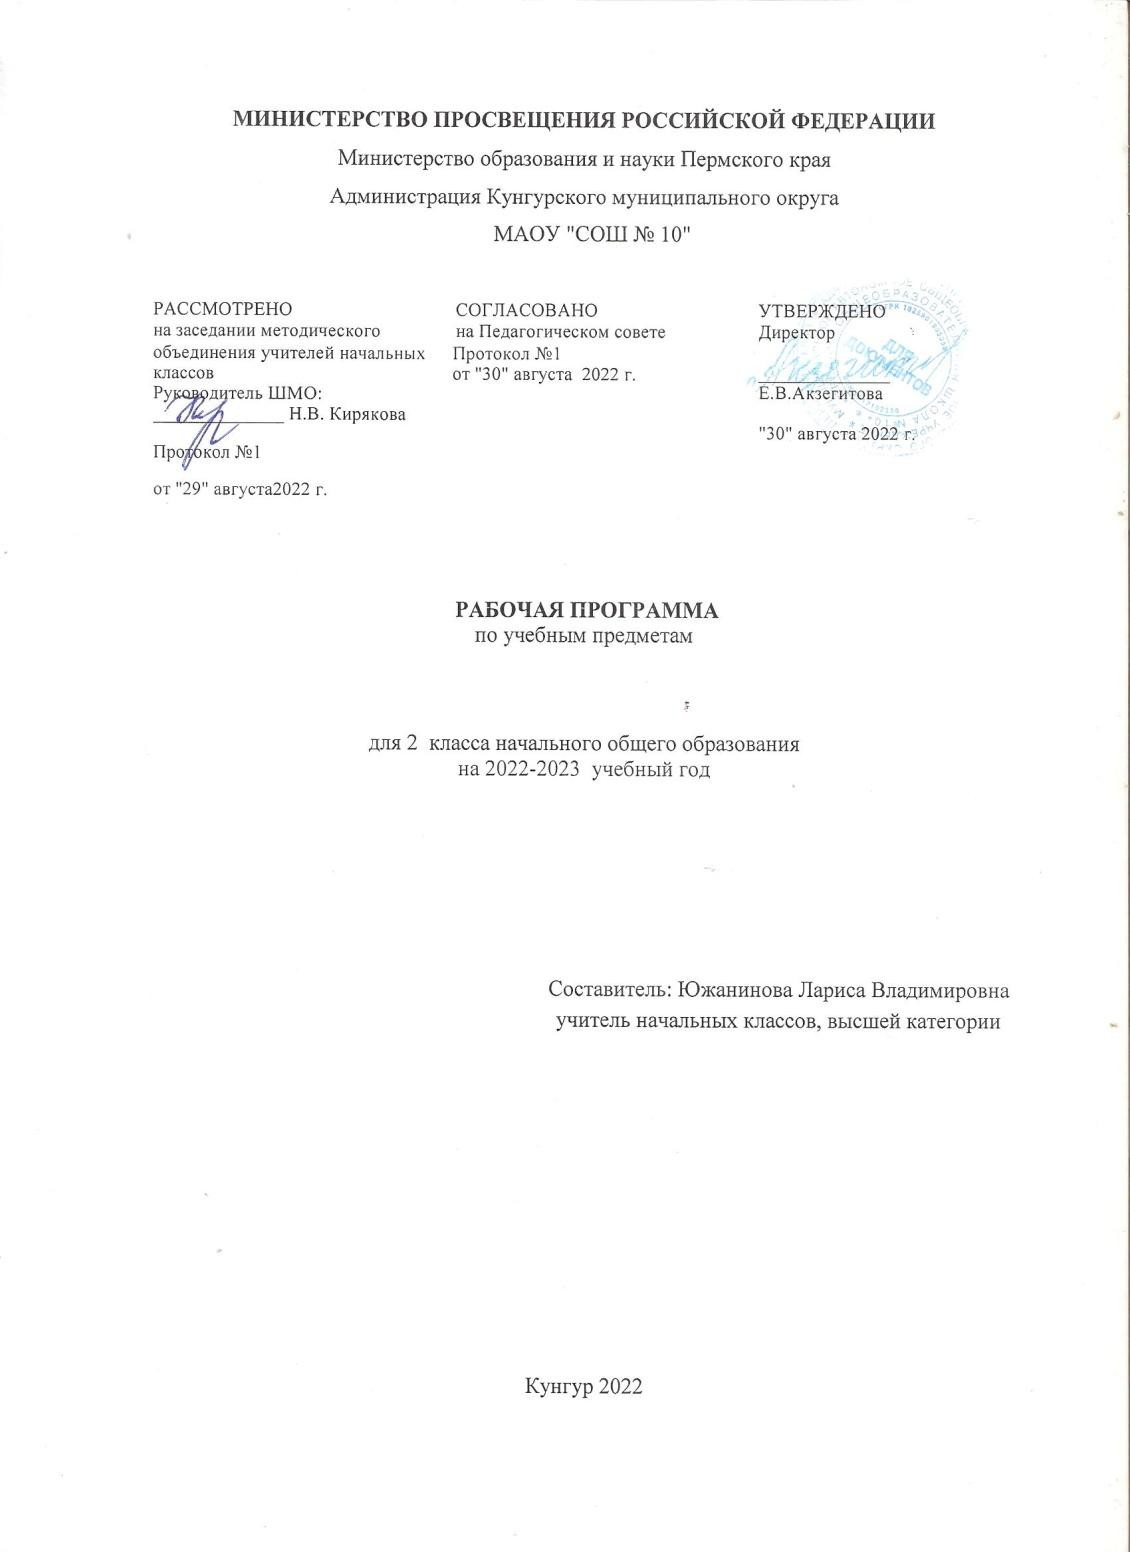 МИНИСТЕРСТВО ПРОСВЕЩЕНИЯ РОССИЙСКОЙ ФЕДЕРАЦИИ
Министерство образования и науки Пермского края
Администрация Кунгурского муниципального округа
МАОУ "СОШ № 10"
РАССМОТРЕНО
на заседании методического
объединения учителей начальных
классов
Руководитель ШМО:
______________ Н.В. Кирякова
Протокол №1
от "29" августа2022 г.
СОГЛАСОВАНО
на Педагогическом совете
Протокол №1
от "30" августа 2022 г.
УТВЕРЖДЕНО
Директор
______________
Е.В.Акзегитова
"30" августа 2022 г.
ДЛЯ
ДОКУМЕНТОВ
РАБОЧАЯ ПРОГРАММА
по учебным предметам
для 2 класса начального общего образования
на 2022-2023 учебный год
Составитель: Южанинова Лариса Владимировна
учитель начальных классов, высшей категории
Кунгур 2022